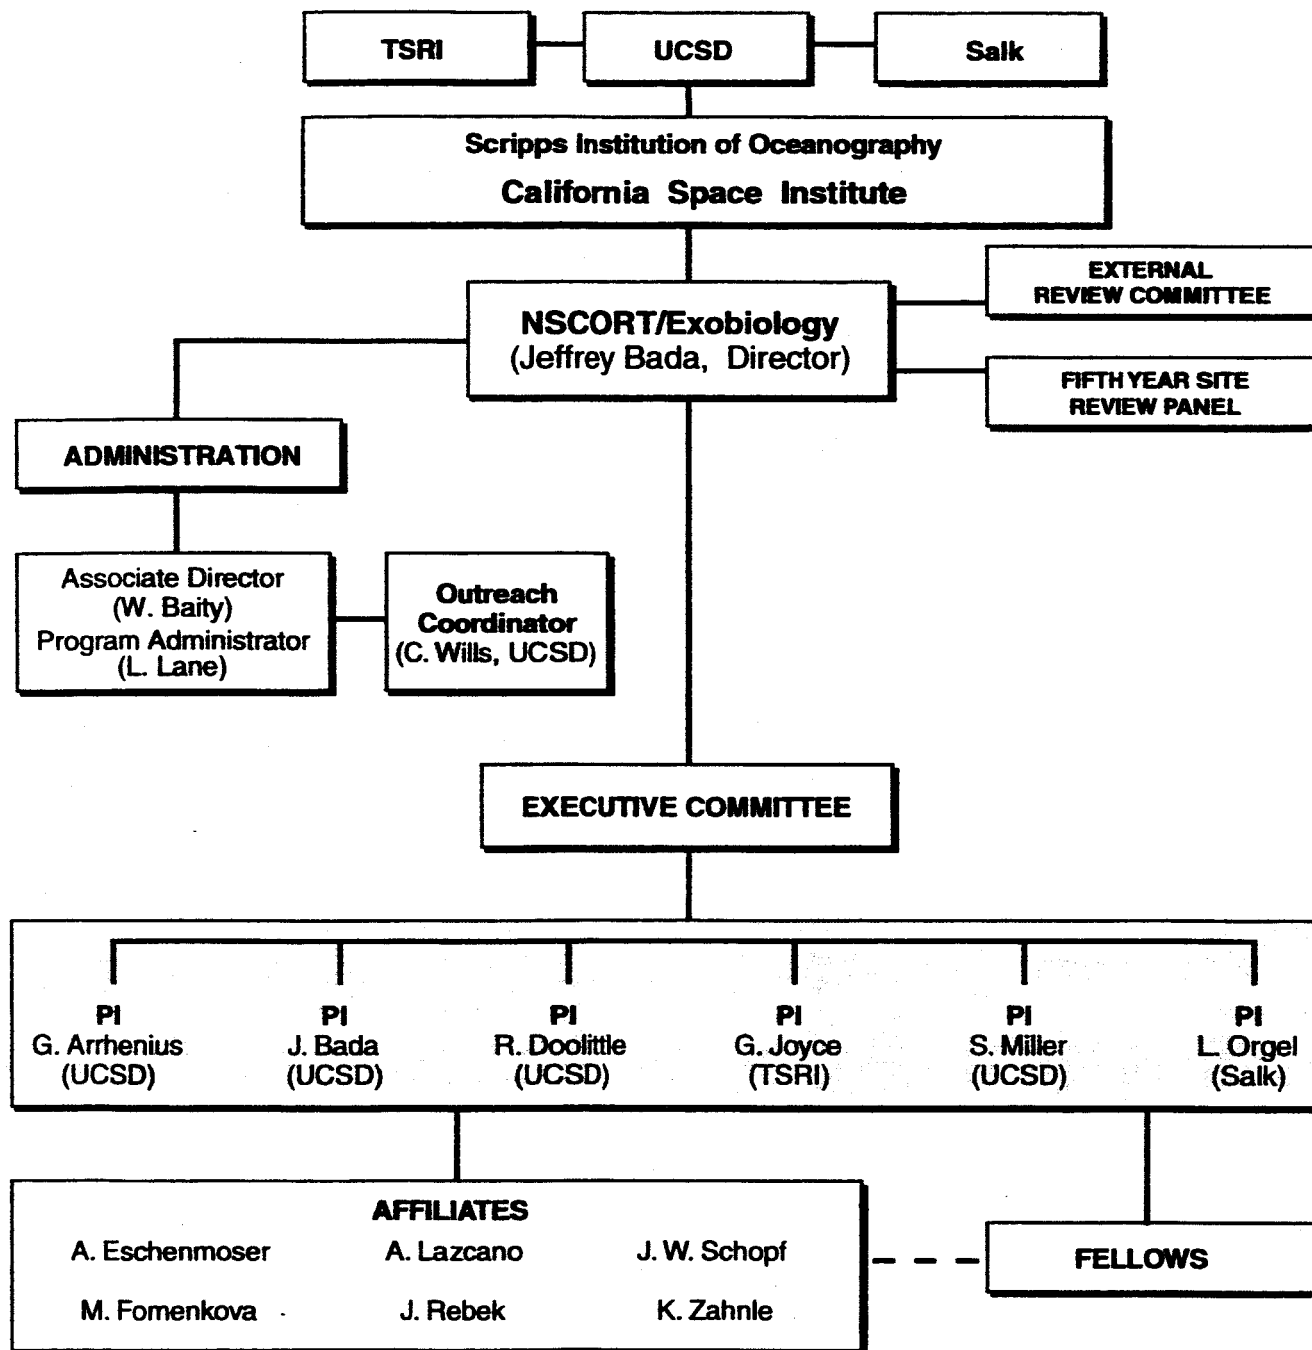 TSRI
UCSD
Salk
Scripps Institution of Oceanography
California Space Institute
EXTERNAL
REVIEW COMMITTEE
NSCORT/Exobiology
(Jeffrey Bada, Director)
FIFTH YEAR SITE
REVIEW PANEL
ADMINISTRATION
Associate Director
(W. Baity)
Program Administrator
(L. Lane)
Outreach
Coordinator
(C. Wills, UCSD)
EXECUTIVE COMMITTEE
PI
G. Arrhenius
(UCSD)
PI
J. Bada
(UCSD)
PI
R. Doolittle
(UCSD)
PI
G. Joyce
(TSRI)
PI
S. Miller
(UCSD)
PI
L. Orgel
(Salk)
AFFILIATES
A. Eschenmoser
A. Lazcano
J. W. Schopf
M. Fomenkova
J. Rebek
K. Zahnle
FELLOWS